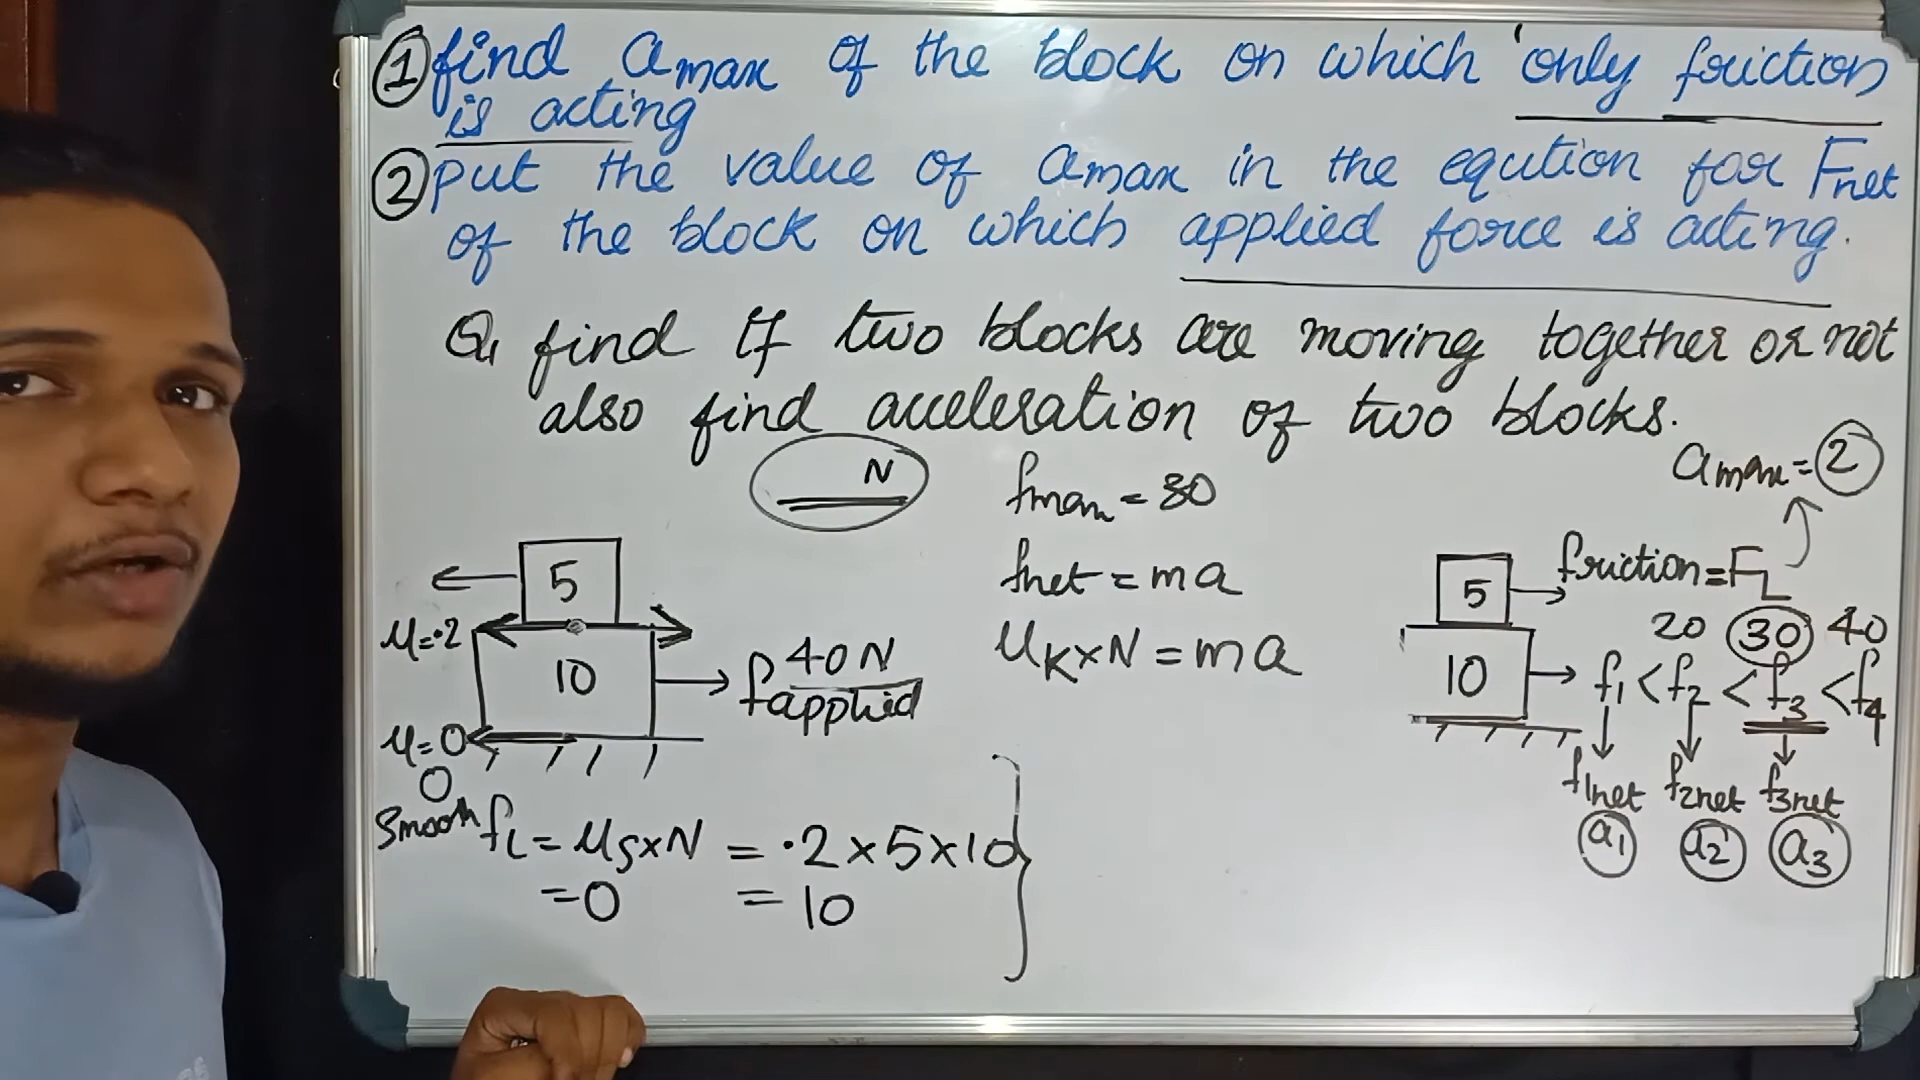 ① find amax of the block on which 'only friction
is acting
② put the value of amax in the eqution for Fnet
of the block on which applied force is acting.
Q, find If two blocks are moving together or not
also find acceleration of two blocks.
N
fmax = 30
amax = 2
5
fnet = ma
5
friction = FL
μ=.2
10
40N
fapplied
μK×N = ma
20 30 40
10
f1 < f2 < f3 < f4
μ=0
0
f1net f2net f3net
a1 a2 a3
Smooth
fL = μS×N = .2×5×10
=0 = 10